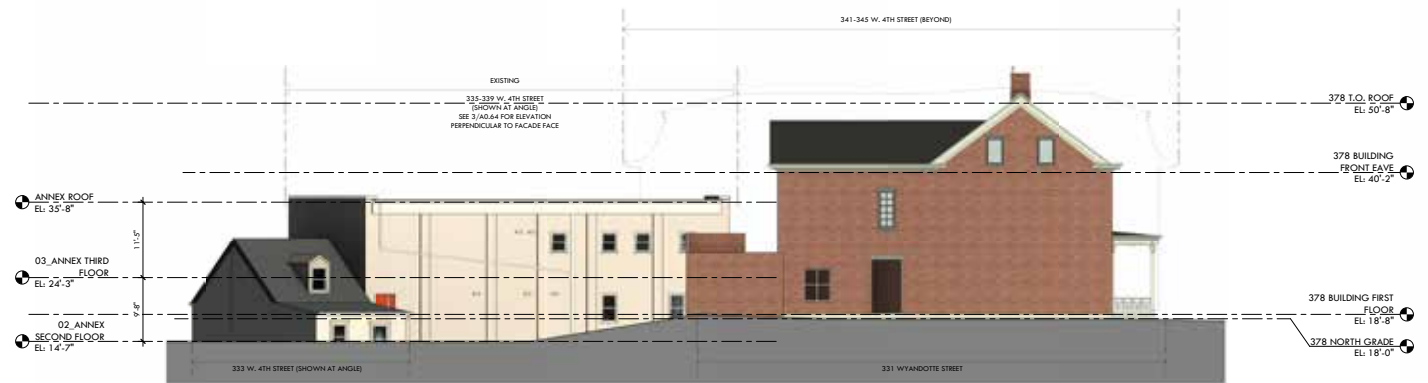 341-345 W. 4TH STREET (BEYOND)
EXISTING
335-339 W. 4TH STREET
(SHOWN AT ANGLE)
SEE 3/A0.64 FOR ELEVATION
PERPENDICULAR TO FACADE FACE
378 T.O. ROOF
EL: 50'-8"
378 BUILDING
FRONT EAVE
EL: 40'-2"
ANNEX ROOF
EL: 35'-8"
11'-5"
03_ANNEX THIRD
FLOOR
EL: 24'-3"
9'-8"
02_ANNEX
SECOND FLOOR
EL: 14'-7"
378 BUILDING FIRST
FLOOR
EL: 18'-8"
378 NORTH GRADE
EL: 18'-0"
333 W. 4TH STREET (SHOWN AT ANGLE)
331 WYANDOTTE STREET